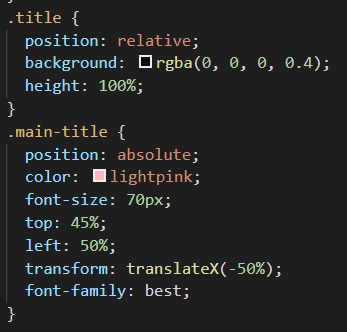 }
.title {
position: relative;
background: rgba(0, 0, 0, 0.4);
height: 100%;
}
.main-title {
position: absolute;
color: lightpink;
font-size: 70px;
top: 45%;
left: 50%;
transform: translateX(-50%);
font-family: best;
}